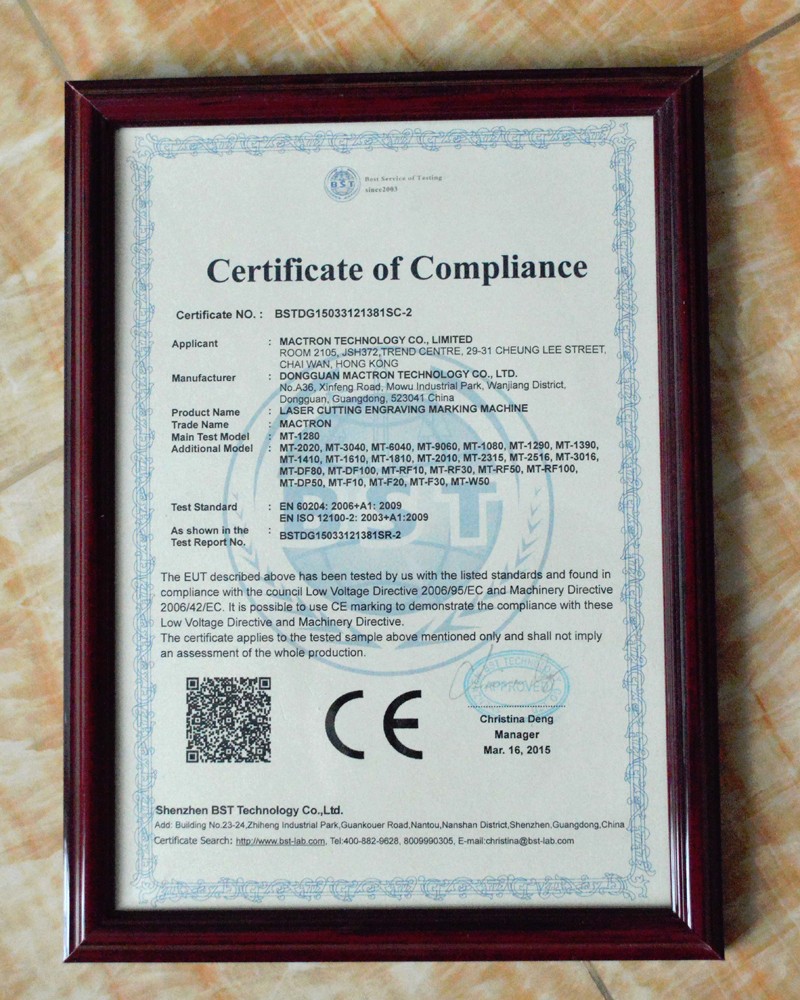 BST
Best Service of Testing
since2003
Certificate of Compliance
Certificate NO. : BSTDG15033121381SC-2
Applicant : MACTRON TECHNOLOGY CO., LIMITED
ROOM 2105, JSH372,TREND CENTRE, 29-31 CHEUNG LEE STREET,
CHAI WAN, HONG KONG
Manufacturer : DONGGUAN MACTRON TECHNOLOGY CO., LTD.
No.A36, Xinfeng Road, Mowu Industrial Park, Wanjiang District,
Dongguan, Guangdong, 523041 China
Product Name : LASER CUTTING ENGRAVING MARKING MACHINE
Trade Name : MACTRON
Main Test Model : MT-1280
Additional Model : MT-2020, MT-3040, MT-6040, MT-9060, MT-1080, MT-1290, MT-1390,
MT-1410, MT-1610, MT-1810, MT-2010, MT-2315, MT-2516, MT-3016,
MT-DF80, MT-DF100, MT-RF10, MT-RF30, MT-RF50, MT-RF100,
MT-DP50, MT-F10, MT-F20, MT-F30, MT-W50
BST
Test Standard : EN 60204: 2006+A1: 2009
EN ISO 12100-2: 2003+A1:2009
As shown in the :
Test Report No. BSTDG15033121381SR-2
The EUT described above has been tested by us with the listed standards and found in
compliance with the council Low Voltage Directive 2006/95/EC and Machinery Directive
2006/42/EC. It is possible to use CE marking to demonstrate the compliance with these
Low Voltage Directive and Machinery Directive.
The certificate applies to the tested sample above mentioned only and shall not imply
an assessment of the whole production.
CE
APPROVED
Christina Deng
Manager
Mar. 16, 2015
Shenzhen BST Technology Co.,Ltd.
Add: Building No.23-24,Zhiheng Industrial Park,Guankouer Road,Nantou,Nanshan District,Shenzhen,Guangdong,China
Certificate Search: http://www.bst-lab.com, Tel:400-882-9628, 8009990305, E-mail:christina@bst-lab.com